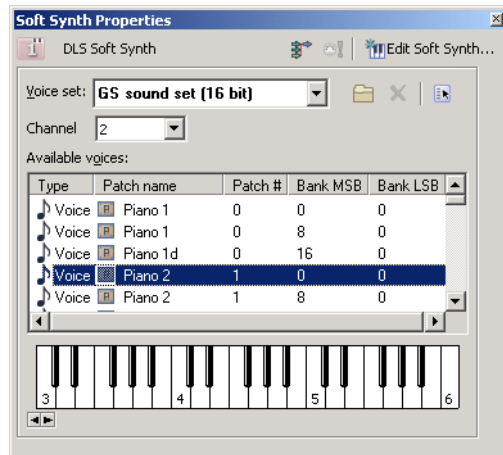 Soft Synth Properties
DLS Soft Synth
Edit Soft Synth...
Voice set: GS sound set (16 bit)
Channel 2
Available voices:
Type Patch name Patch # Bank MSB Bank LSB
Voice Piano 1 0 0 0
Voice Piano 1 0 8 0
Voice Piano 1d 0 16 0
Voice Piano 2 1 0 0
Voice Piano 2 1 8 0
3 4 5 6